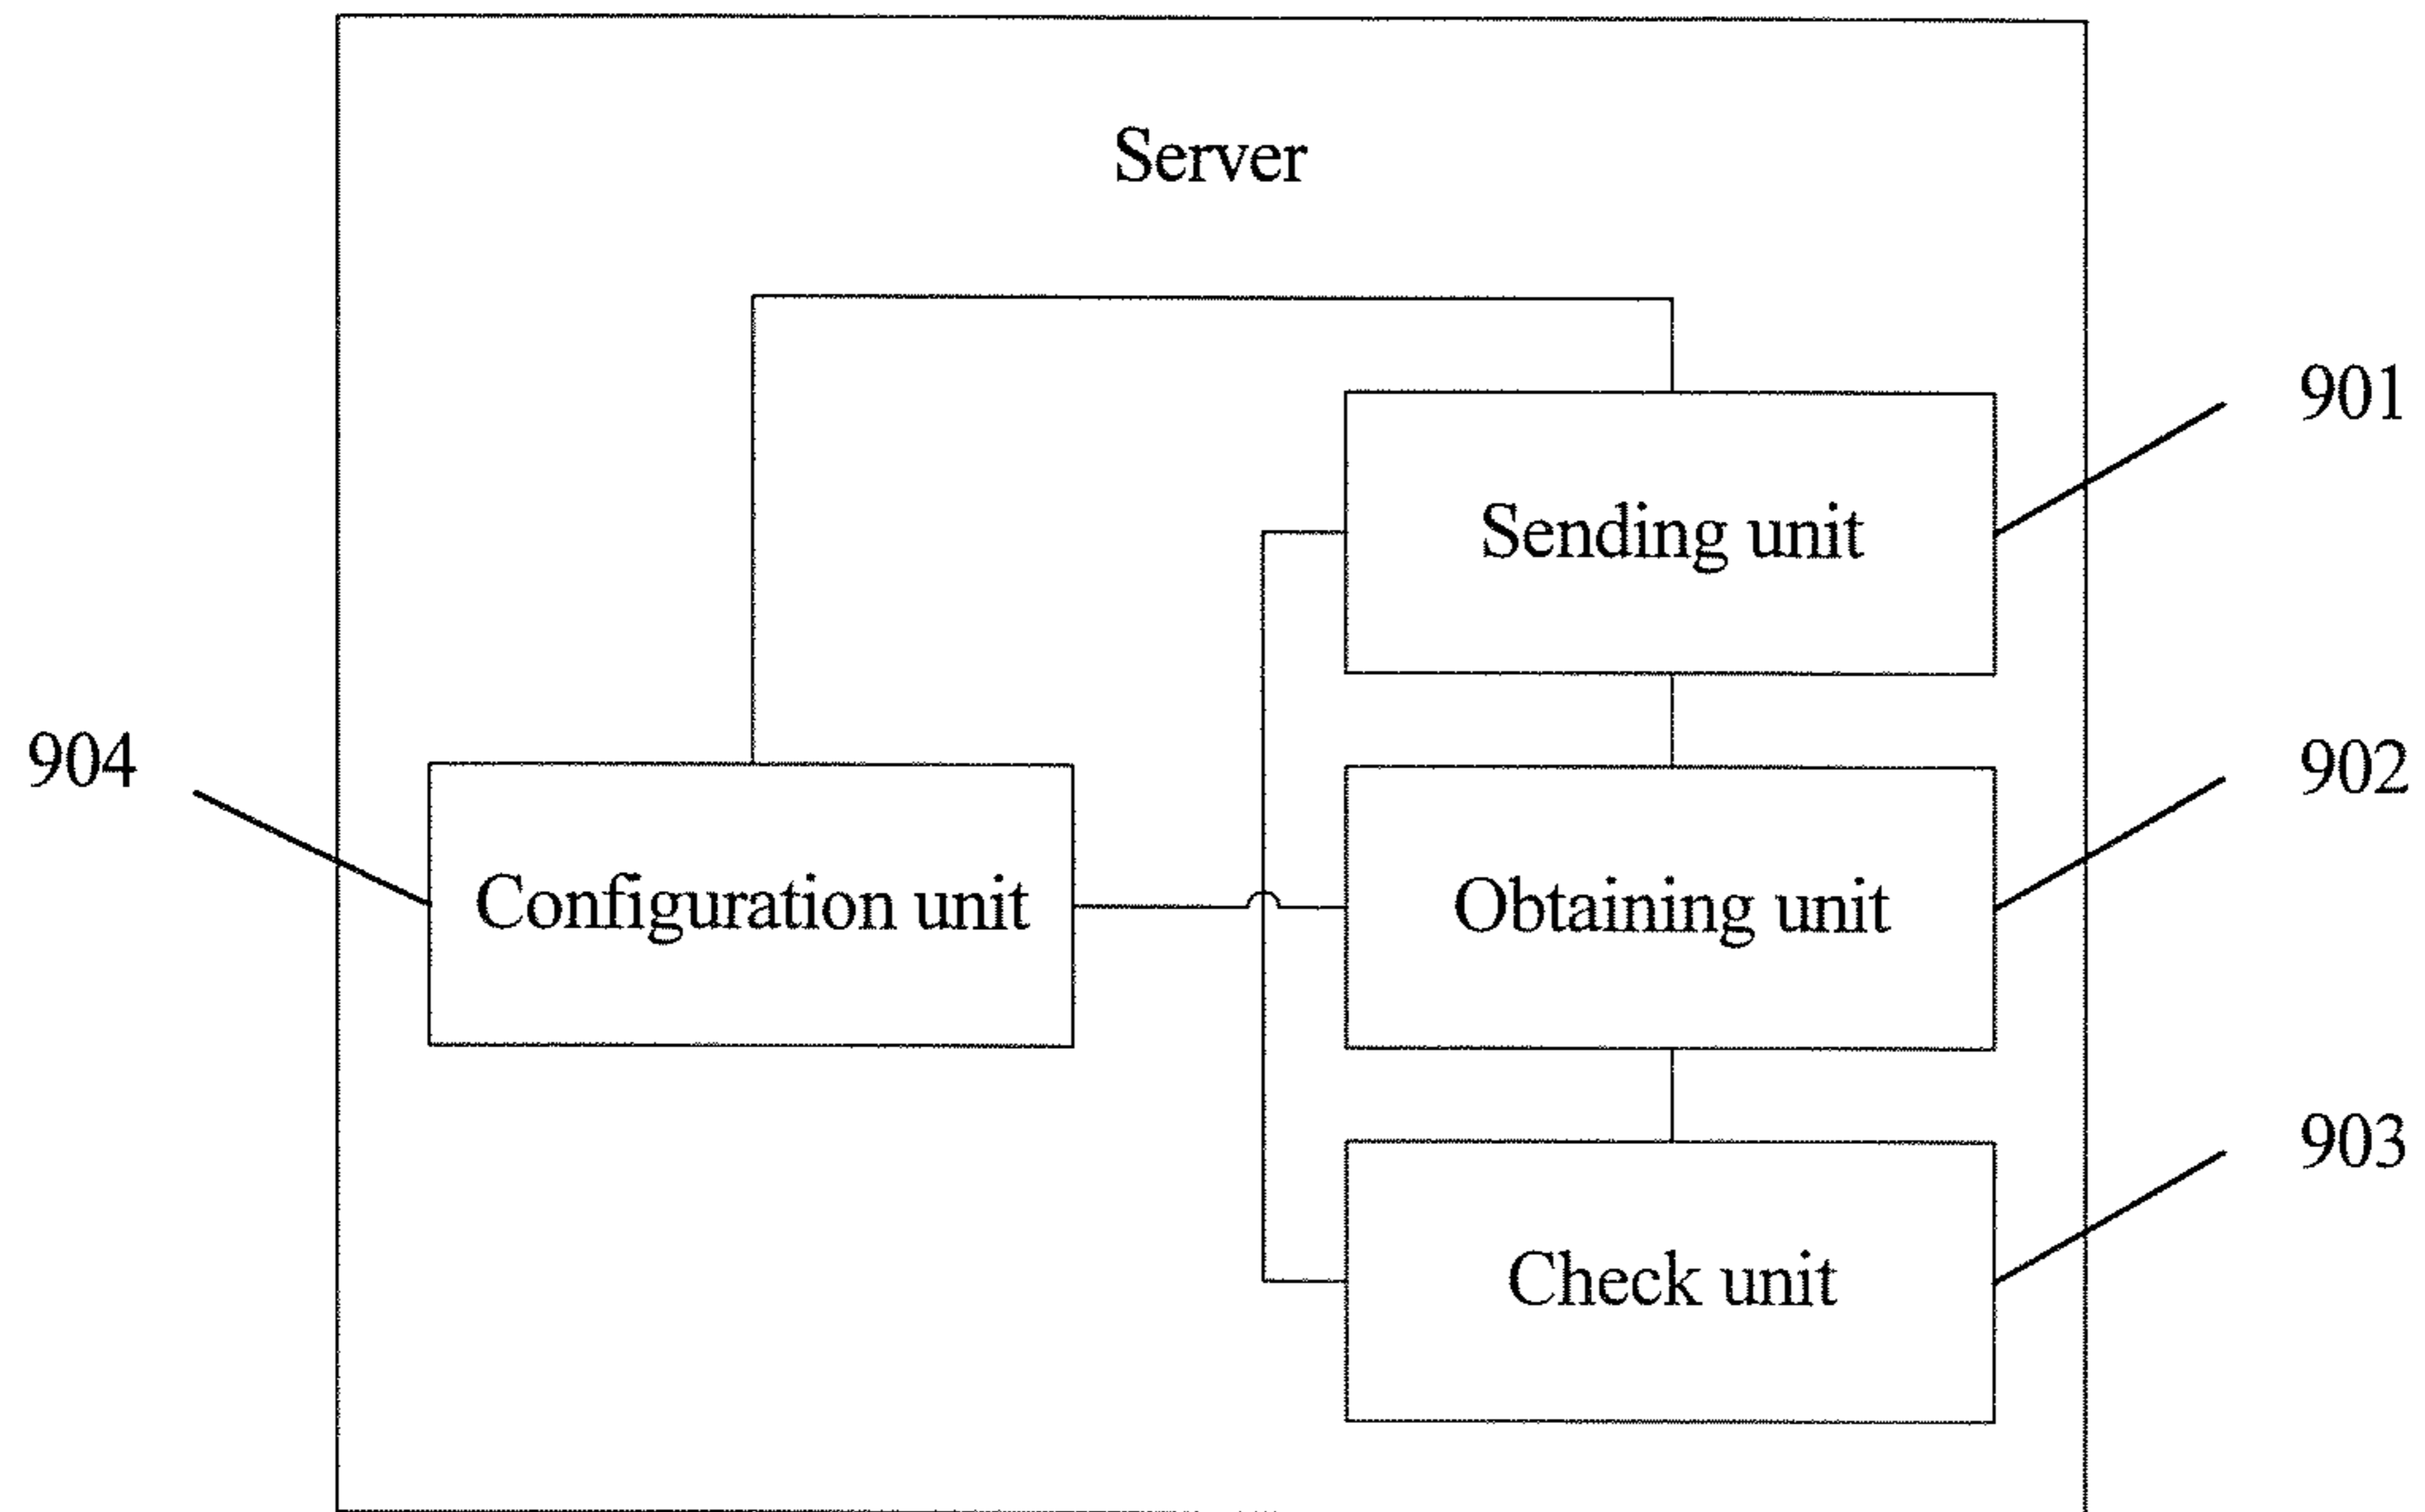 Server
901
Sending unit
904
902
Configuration unit
Obtaining unit
903
Check unit